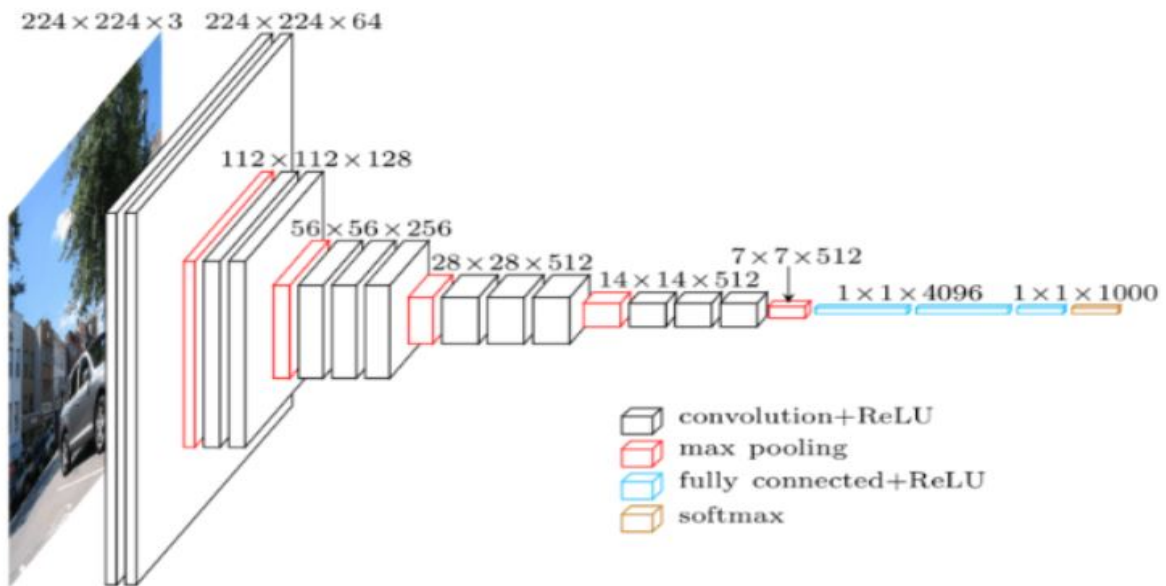 224×224×3
224×224×64
112×112×128
56×56×256
28×28×512
14×14×512
7×7×512
1×1×4096
1×1×1000
convolution+ReLU
max pooling
fully connected+ReLU
softmax